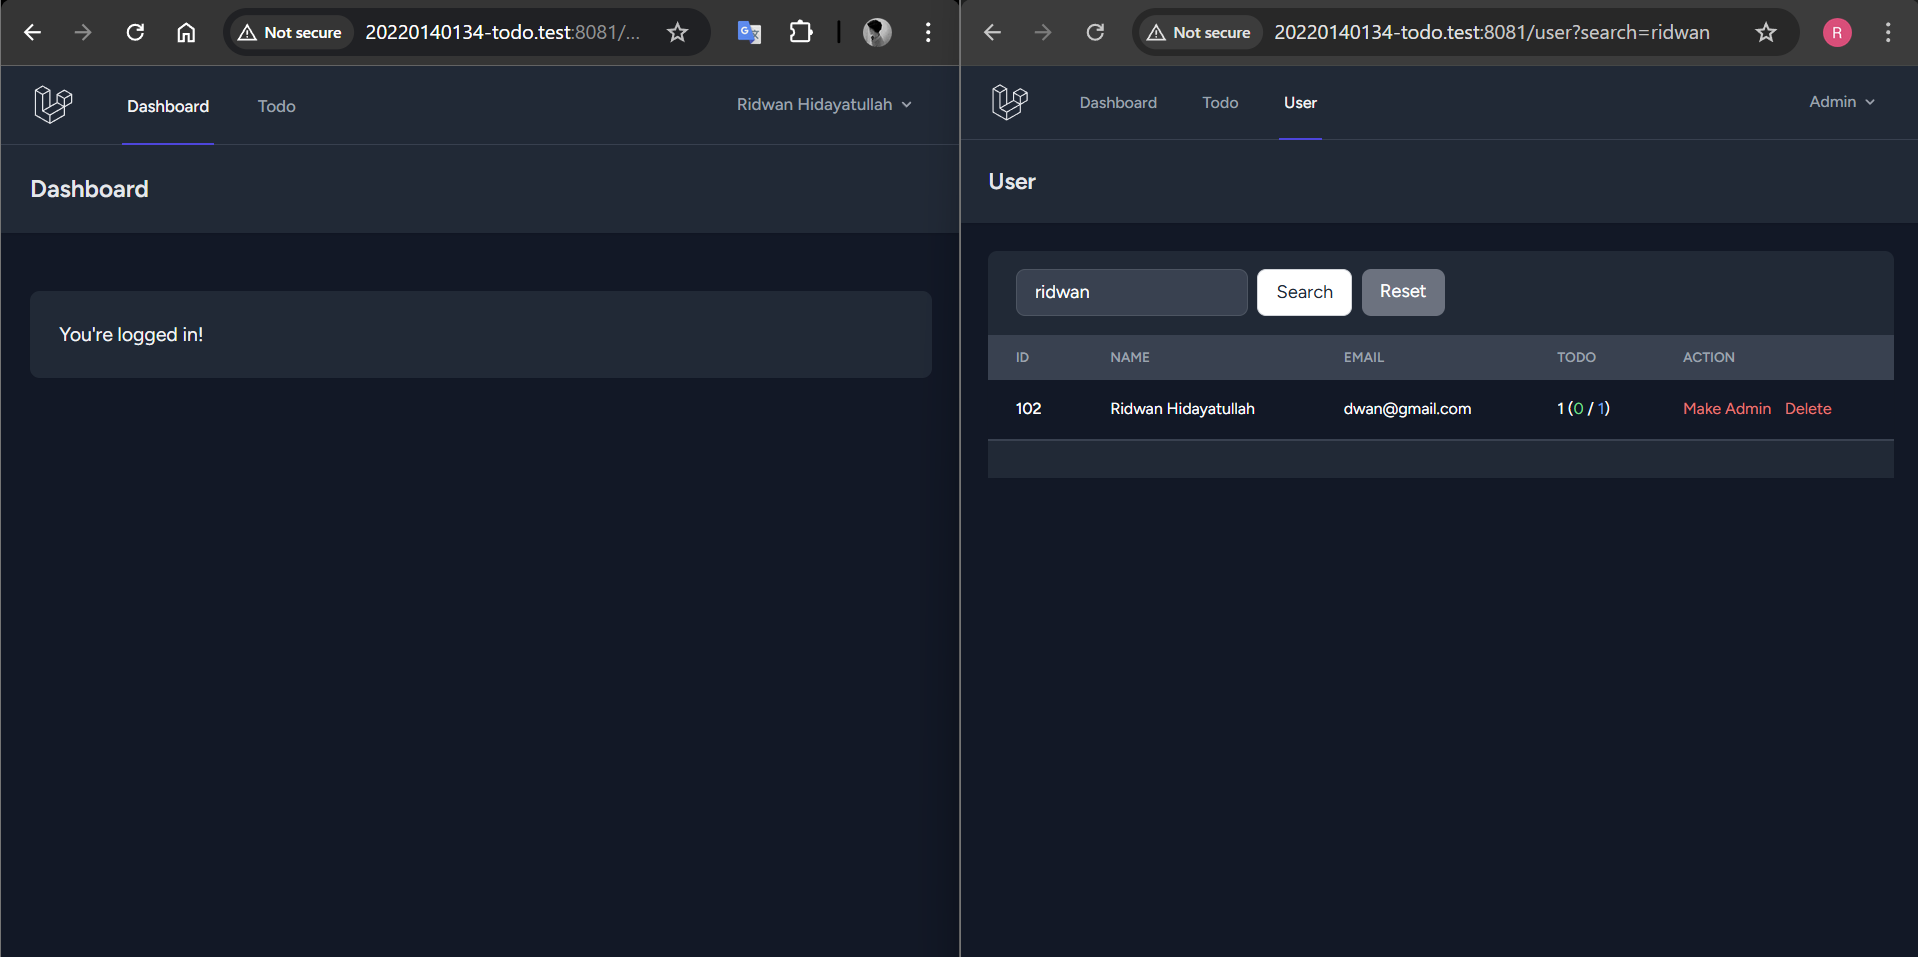 Not secure
20220140134-todo.test:8081/...
Dashboard
Todo
Ridwan Hidayatullah
Dashboard
You're logged in!
Not secure
20220140134-todo.test:8081/user?search=ridwan
R
Dashboard
Todo
User
Admin
User
ridwan
Search
Reset
ID NAME EMAIL TODO ACTION
102 Ridwan Hidayatullah dwan@gmail.com 1 (0 / 1) Make Admin Delete